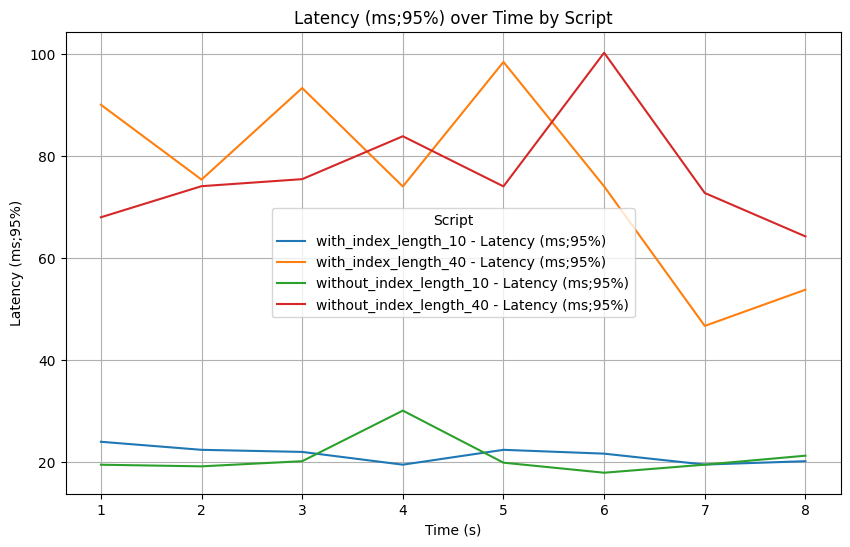 Latency (ms;95%) over Time by Script
Latency (ms;95%)
100
80
60
40
20
Script
with_index_length_10 - Latency (ms;95%)
with_index_length_40 - Latency (ms;95%)
without_index_length_10 - Latency (ms;95%)
without_index_length_40 - Latency (ms;95%)
1 2 3 4 5 6 7 8
Time (s)